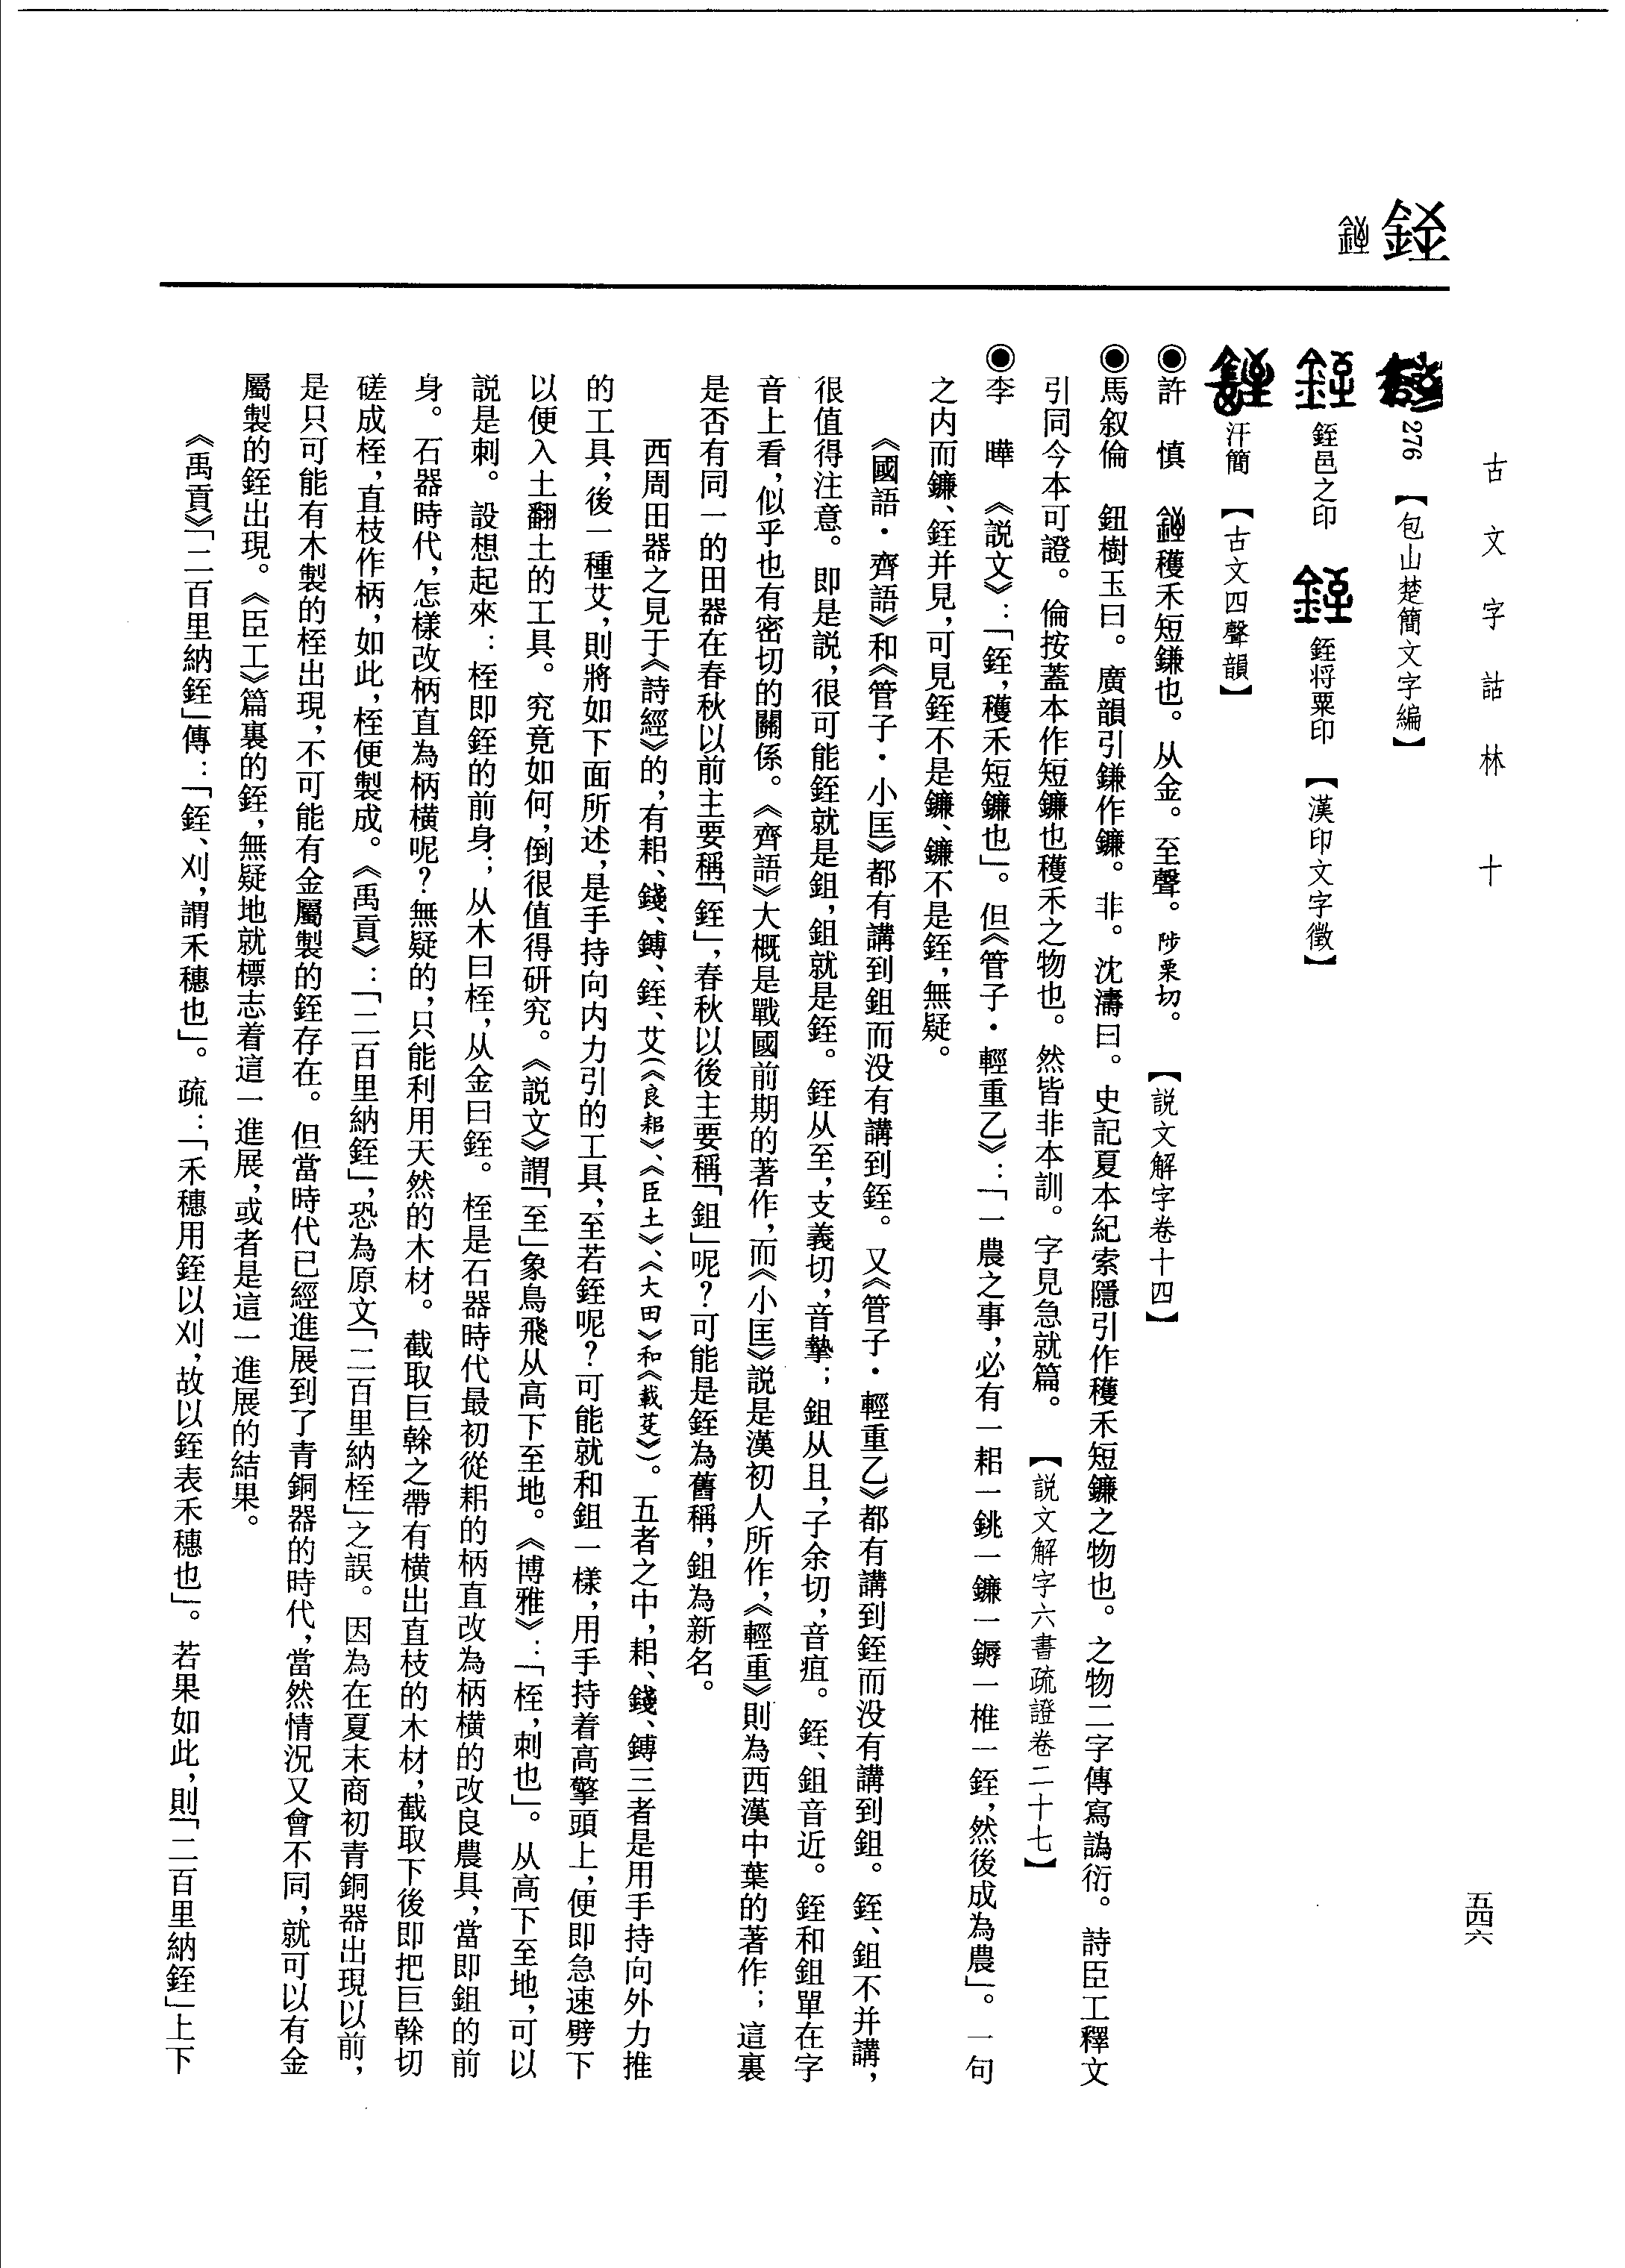 古文字詁林　十
五四六
銍
276【包山楚簡文字編】
銍邑之印　銍将粟印【漢印文字徵】
汗簡【古文四聲韻】
◉許　慎　穫禾短鎌也。从金。至聲。陟栗切。【説文解字卷十四】
◉馬叙倫　鈕樹玉曰。廣韻引鎌作鐮。非。沈濤曰。史記夏本紀索隱引作穫禾短鐮之物也。之物二字傳寫譌衍。詩臣工釋文
引同今本可證。倫按蓋本作短鐮也穫禾之物也。然皆非本訓。字見急就篇。【説文解字六書疏證卷二十七】
◉李　曄　《説文》：「銍，穫禾短鐮也」。但《管子·輕重乙》：「一農之事，必有一耜一銚一鐮一鎒一椎一銍，然後成為農」。一句
之内而鐮、銍并見，可見銍不是鐮、鐮不是銍，無疑。
《國語·齊語》和《管子·小匡》都有講到鉏而没有講到銍。又《管子·輕重乙》都有講到銍而没有講到鉏。銍、鉏不并講，
很值得注意。即是説，很可能銍就是鉏，鉏就是銍。銍从至，支義切，音摯；鉏从且，子余切，音疽。銍、鉏音近。銍和鉏單在字
音上看，似乎也有密切的關係。《齊語》大概是戰國前期的著作，而《小匡》説是漢初人所作，《輕重》則為西漢中葉的著作；這裏
是否有同一的田器在春秋以前主要稱「銍」，春秋以後主要稱「鉏」呢？可能是銍為舊稱，鉏為新名。
西周田器之見于《詩經》的，有耜、錢、鎛、銍、艾（《良耜》、《臣土》、《大田》和《載芟》）。五者之中，耜、錢、鎛三者是用手持向外力推
的工具，後一種艾，則將如下面所述，是手持向内力引的工具，至若銍呢？可能就和鉏一樣，用手持着高擎頭上，便即急速劈下
以便入土翻土的工具。究竟如何，倒很值得研究。《説文》謂「至」象鳥飛从高下至地。《博雅》：「桎，刺也」。从高下至地，可以
説是刺。設想起來：桎即銍的前身；从木曰桎，从金曰銍。桎是石器時代最初從耜的柄直改為柄橫的改良農具，當即鉏的前
身。石器時代，怎樣改柄直為柄橫呢？無疑的，只能利用天然的木材。截取巨榦之帶有橫出直枝的木材，截取下後即把巨榦切
磋成桎，直枝作柄，如此，桎便製成。《禹貢》：「二百里納銍」，恐為原文「二百里納桎」之誤。因為在夏末商初青銅器出現以前，
是只可能有木製的桎出現，不可能有金屬製的銍存在。但當時代已經進展到了青銅器的時代，當然情況又會不同，就可以有金
屬製的銍出現。《臣工》篇裏的銍，無疑地就標志着這一進展，或者是這一進展的結果。
《禹貢》「二百里納銍」傳：「銍、刈，謂禾穗也」。疏：「禾穗用銍以刈，故以銍表禾穗也」。若果如此，則「二百里納銍」上下